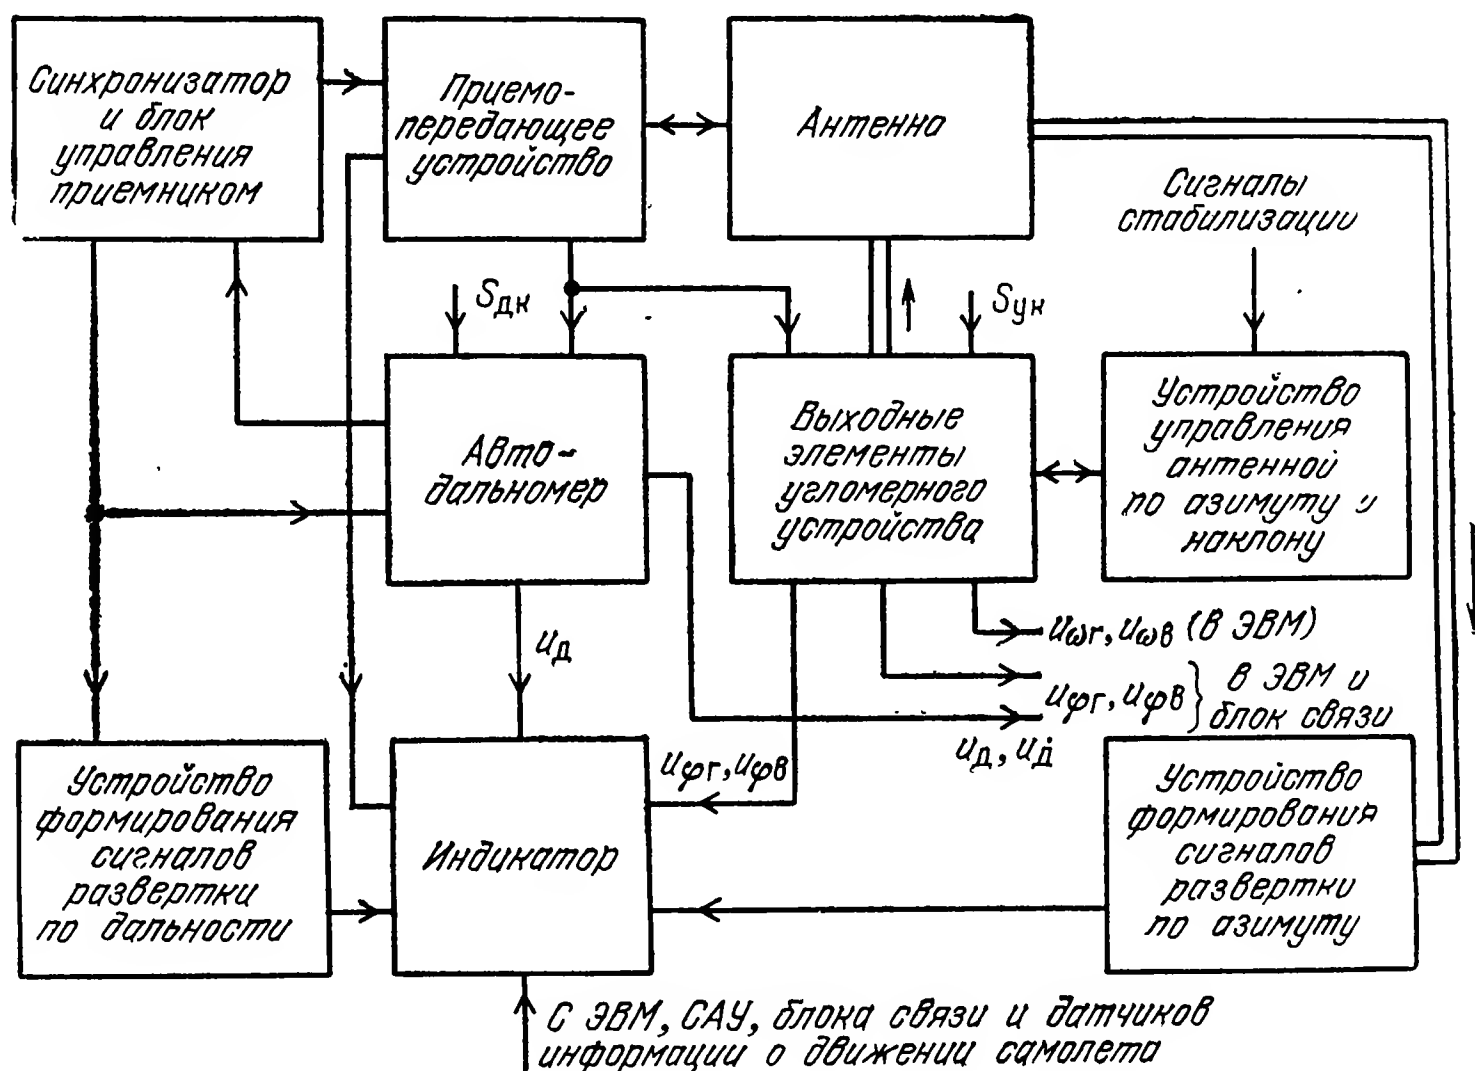 Синхронизатор
и блок
управления
приемником
Приемо-
передающее
устройство
Антенна
Сигналы
стабилизации
Sдк
Sук
Авто-
дальномер
Выходные
элементы
угломерного
устройства
Устройство
управления
антенной
по азимуту и
наклону
uд
uωг, uωв (в ЭВМ)
uφг, uφв } в ЭВМ и
блок связи
uд, uḋ
uφг, uφв
Устройство
формирования
сигналов
развертки
по дальности
Индикатор
Устройство
формирования
сигналов
развертки
по азимуту
С ЭВМ, САУ, блока связи и датчиков
информации о движении самолета